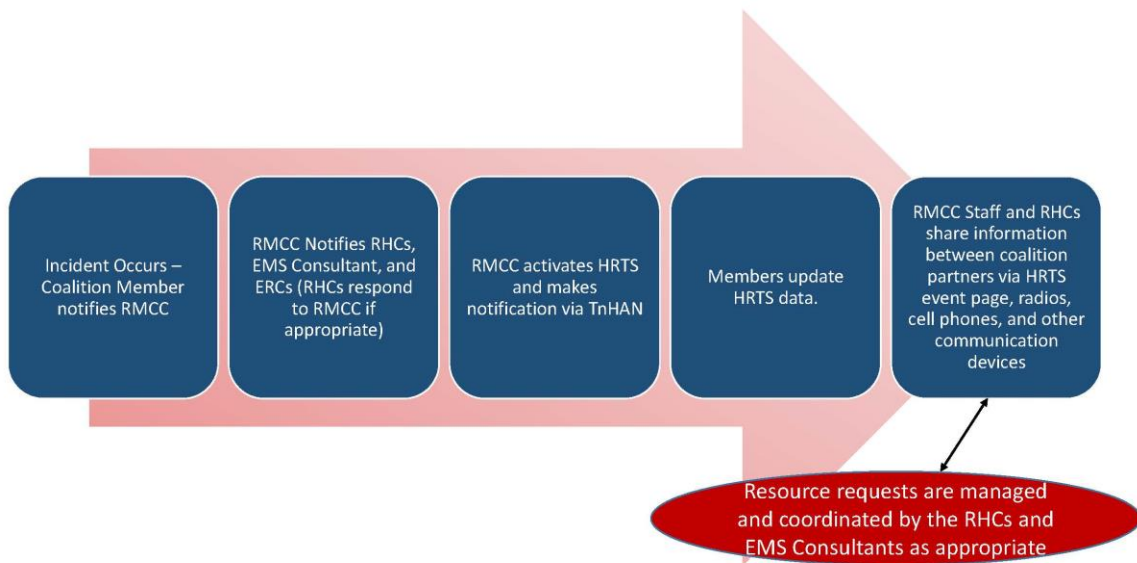 Incident Occurs –
Coalition Member
notifies RMCC
RMCC Notifies RHCs,
EMS Consultant, and
ERCs (RHCs respond
to RMCC if
appropriate)
RMCC activates HRTS
and makes
notification via TnHAN
Members update
HRTS data.
RMCC Staff and RHCs
share information
between coalition
partners via HRTS
event page, radios,
cell phones, and other
communication
devices
Resource requests are managed
and coordinated by the RHCs and
EMS Consultants as appropriate